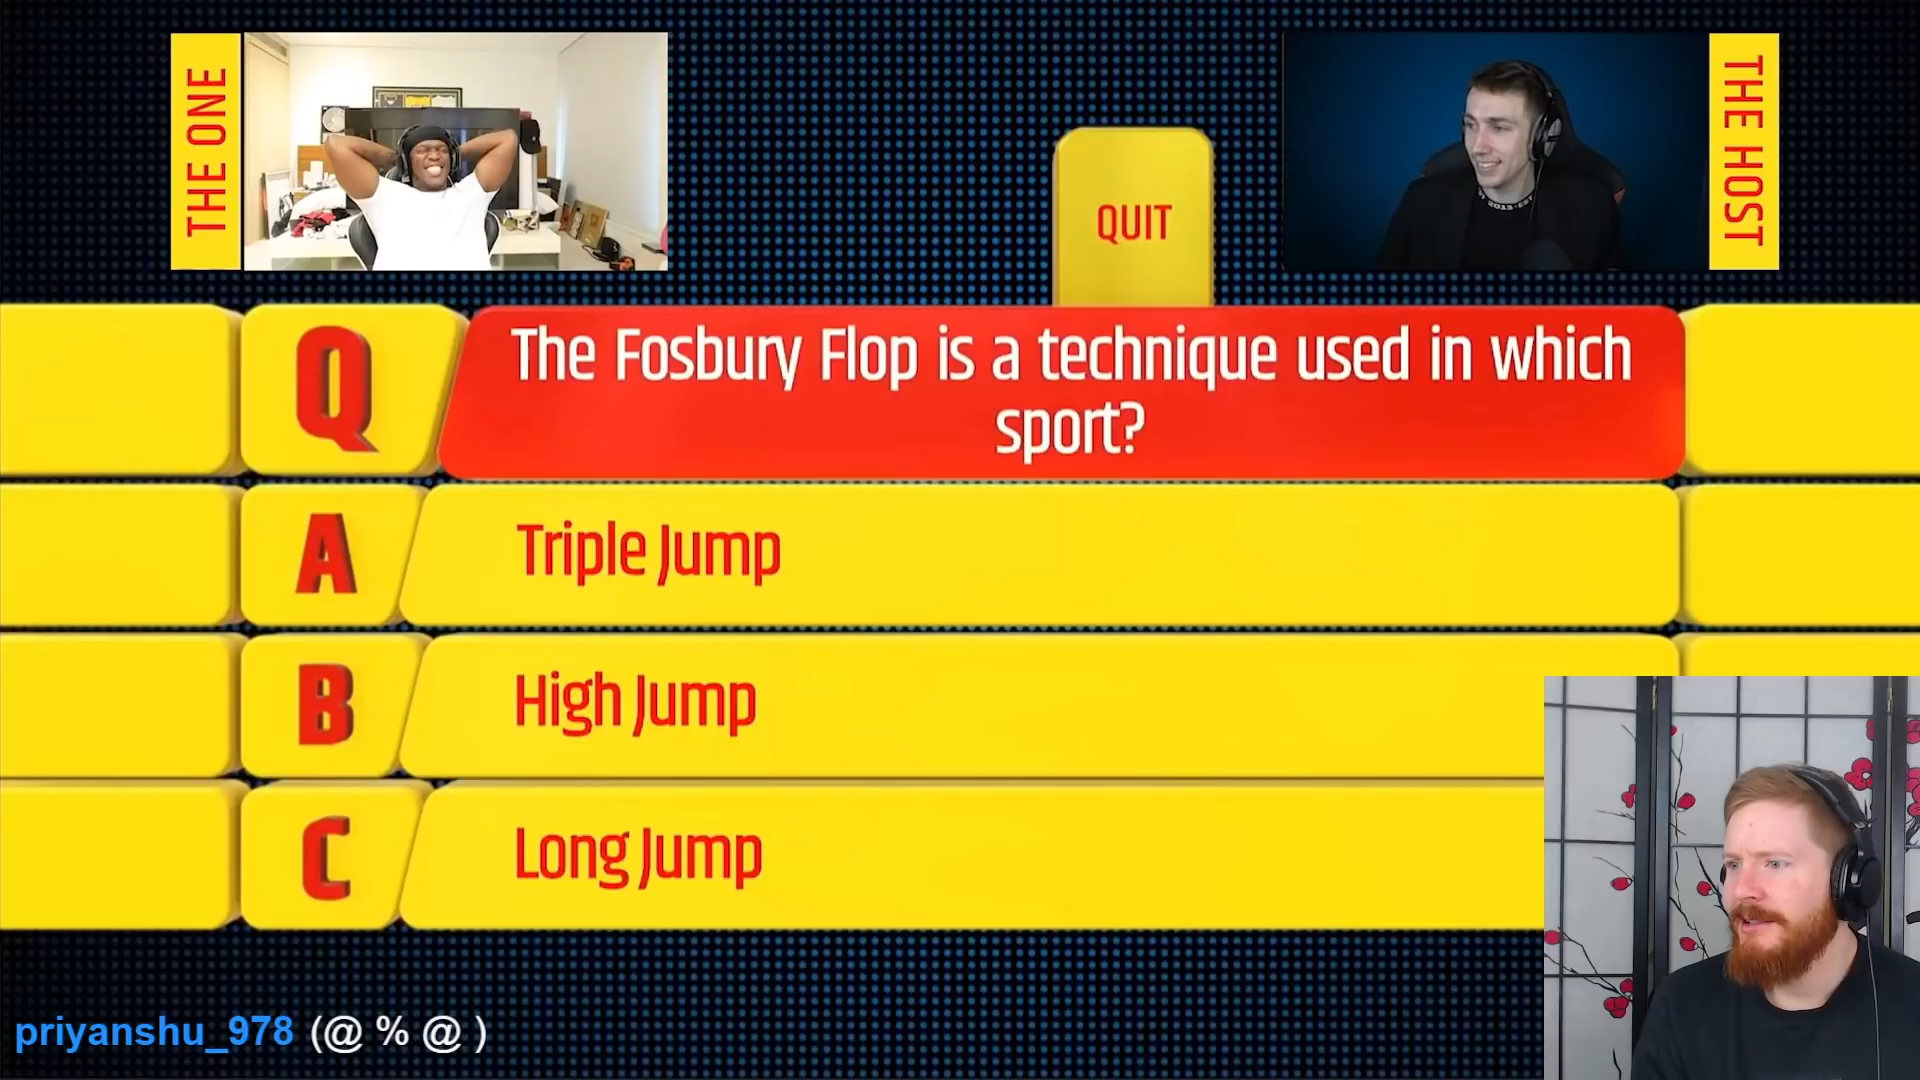 THE ONE
THE HOST
QUIT
Q
The Fosbury Flop is a technique used in which
sport?
A
Triple Jump
B
High Jump
C
Long Jump
priyanshu_978 (@ % @ )